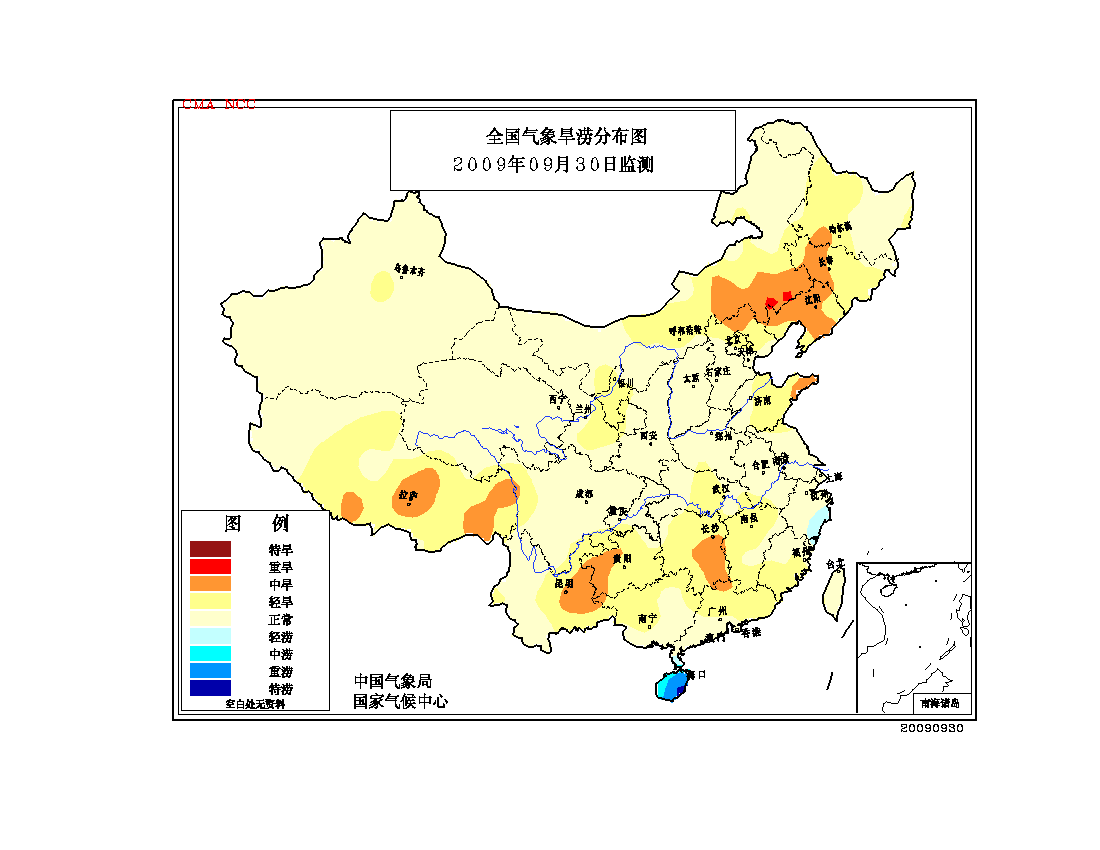 CMA NCC
全国气象旱涝分布图
2009年09月30日监测
哈尔滨
长春
乌鲁木齐
沈阳
呼和浩特
北京
天津
银川
太原
石家庄
西宁
兰州
济南
西安
郑州
合肥
南京
上海
拉萨
成都
武汉
杭州
重庆
长沙
南昌
贵阳
福州
台北
昆明
南宁
广州
澳门
香港
海口
图 例
特旱
重旱
中旱
轻旱
正常
轻涝
中涝
重涝
特涝
空白处无资料
中国气象局
国家气候中心
南海诸岛
20090930